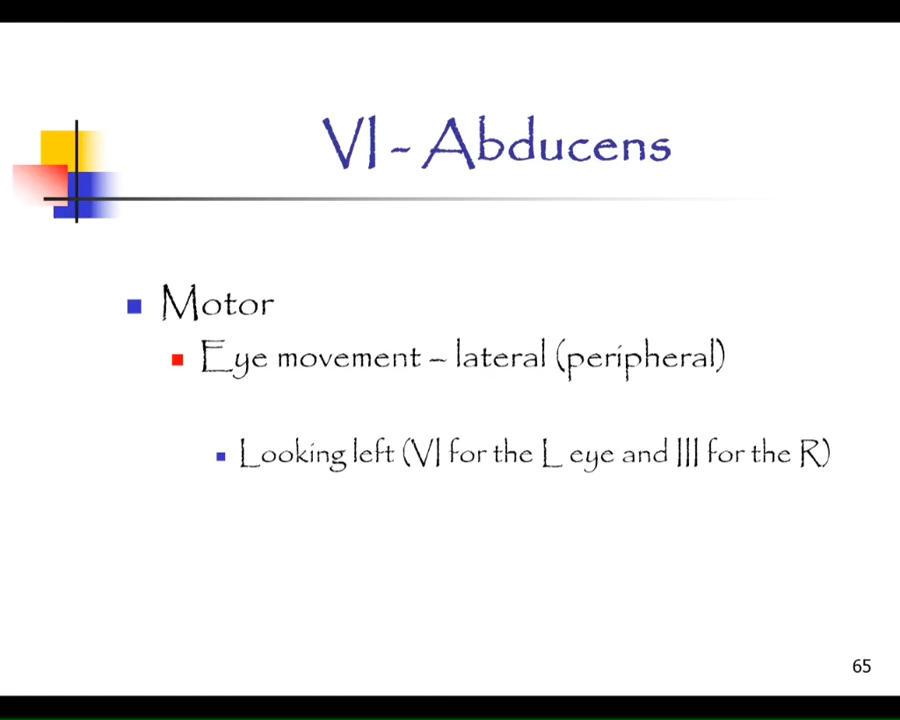 VI - Abducens
Motor
Eye movement – lateral (peripheral)
Looking left (VI for the L eye and III for the R)
65